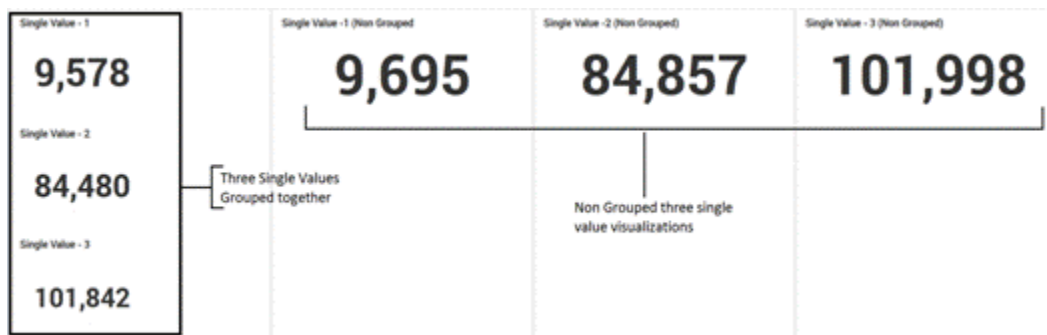 Single Value - 1
9,578
Single Value - 2
84,480
Single Value - 3
101,842
Three Single Values
Grouped together
Single Value -1 (Non Grouped
9,695
Single Value -2 (Non Grouped)
84,857
Single Value - 3 (Non Grouped)
101,998
Non Grouped three single
value visualizations